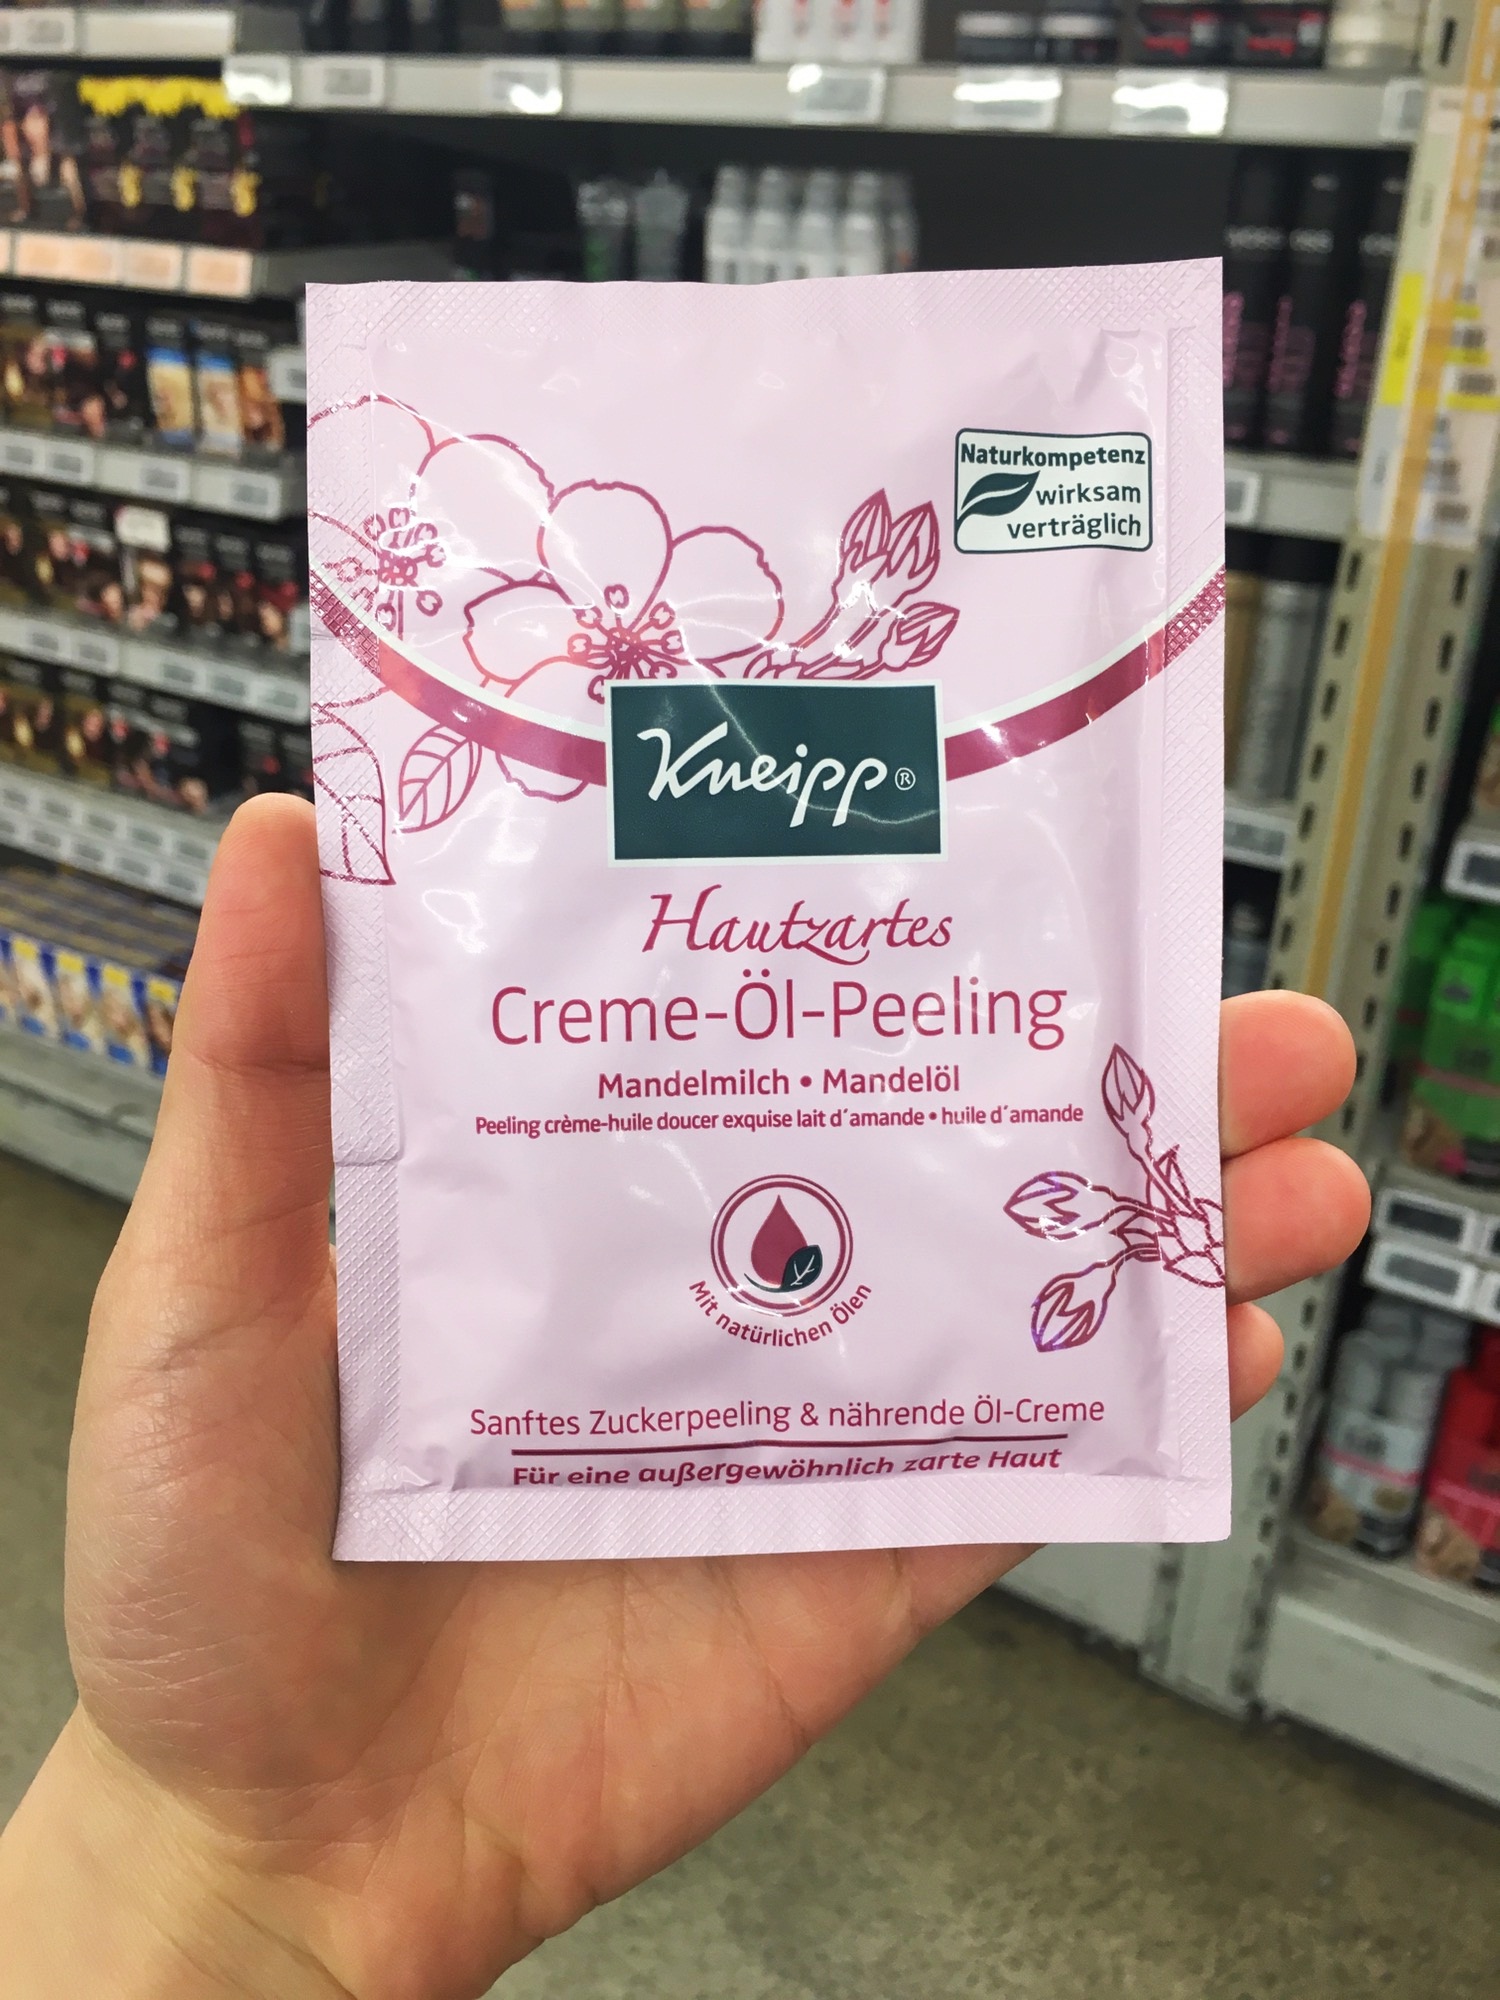 Naturkompetenz
wirksam
verträglich
Kneipp®
Hautzartes
Creme-Öl-Peeling
Mandelmilch • Mandelöl
Peeling crème-huile doucer exquise lait d´amande • huile d´amande
Mit natürlichen Ölen
Sanftes Zuckerpeeling & nährende Öl-Creme
Für eine außergewöhnlich zarte Haut